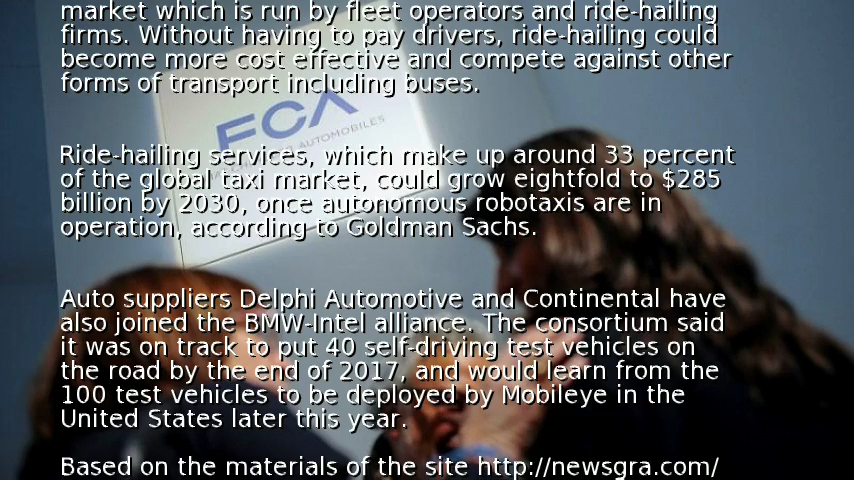 market which is run by fleet operators and ride-hailing
firms. Without having to pay drivers, ride-hailing could
become more cost effective and compete against other
forms of transport including buses.
FCA
AUTOMOBILES
Ride-hailing services, which make up around 33 percent
of the global taxi market, could grow eightfold to $285
billion by 2030, once autonomous robotaxis are in
operation, according to Goldman Sachs.
Auto suppliers Delphi Automotive and Continental have
also joined the BMW-Intel alliance. The consortium said
it was on track to put 40 self-driving test vehicles on
the road by the end of 2017, and would learn from the
100 test vehicles to be deployed by Mobileye in the
United States later this year.
Based on the materials of the site http://newsgra.com/